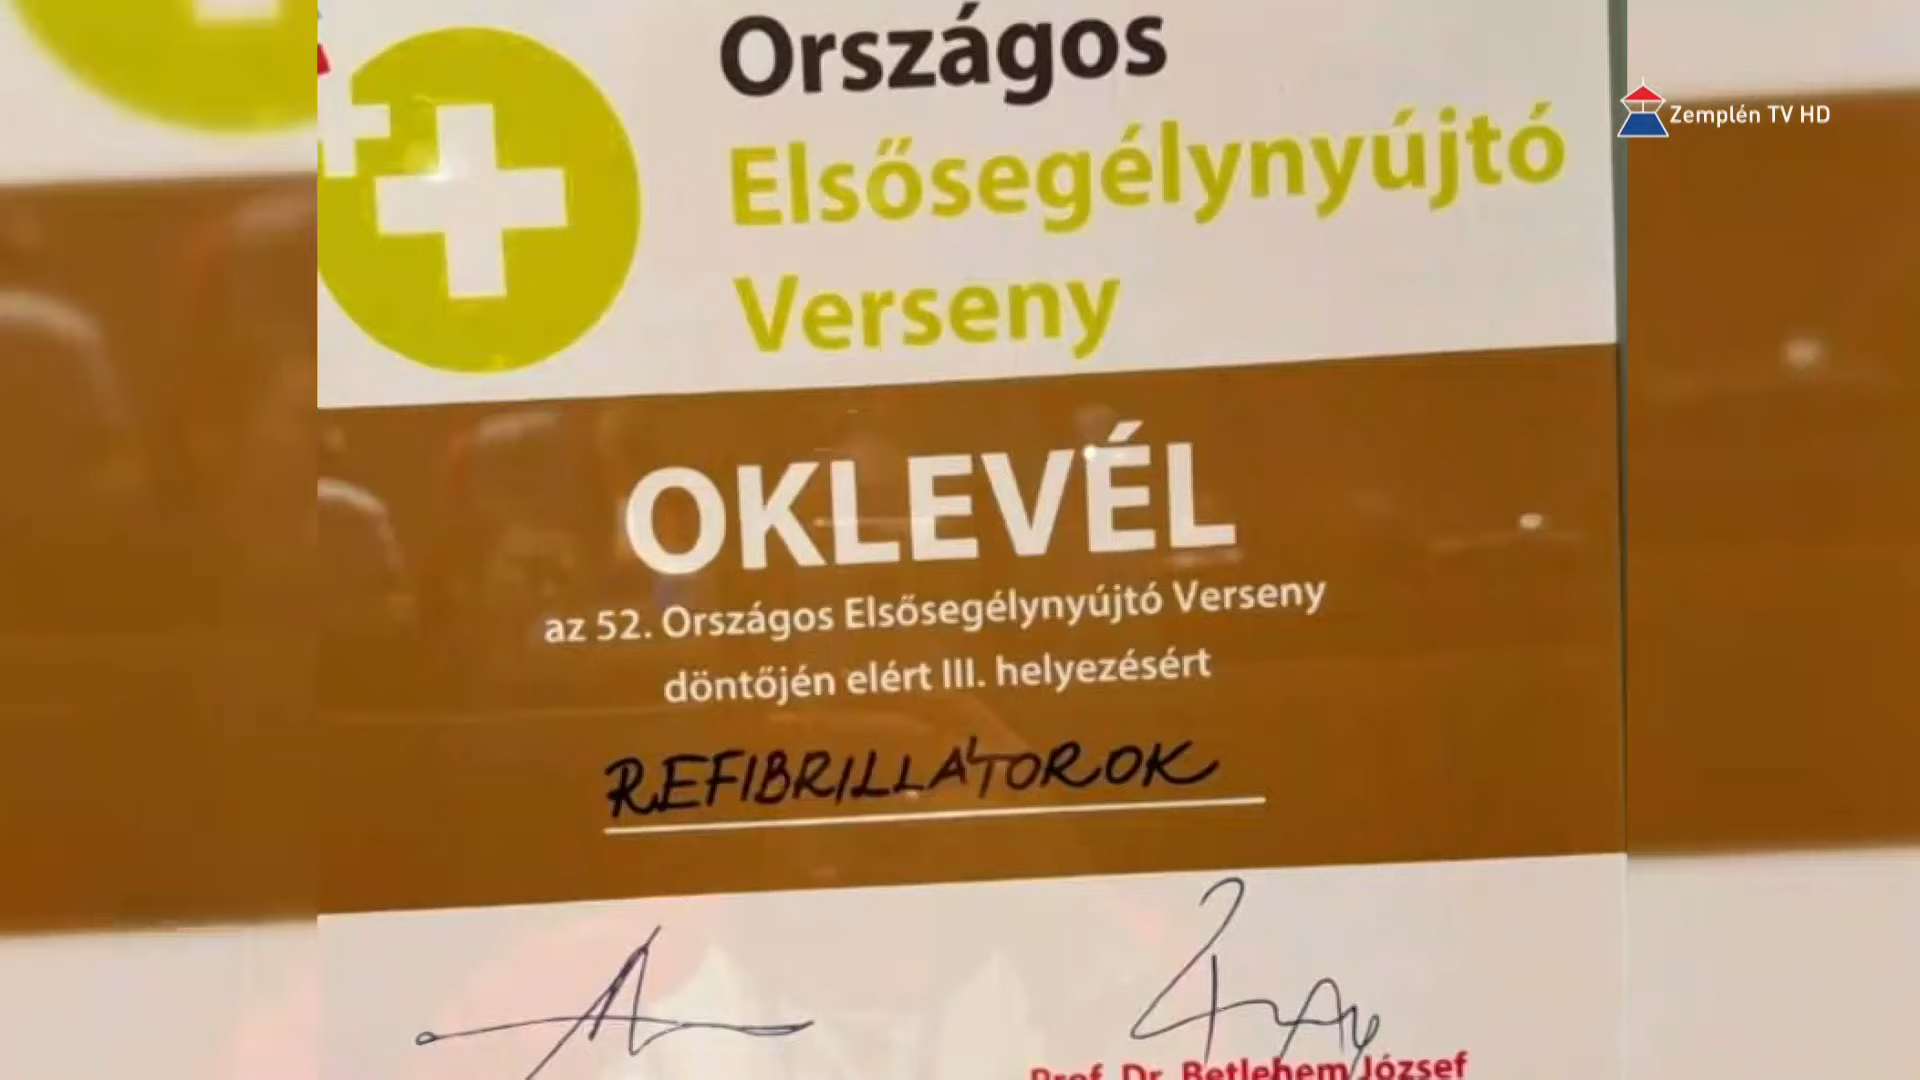 Országos
Elsősegélynyújtó
Verseny
Zemplén TV HD
OKLEVÉL
az 52. Országos Elsősegélynyújtó Verseny
döntőjén elért III. helyezésért
REFIBRILLÁTOROK
Prof. Dr. Betlehem József